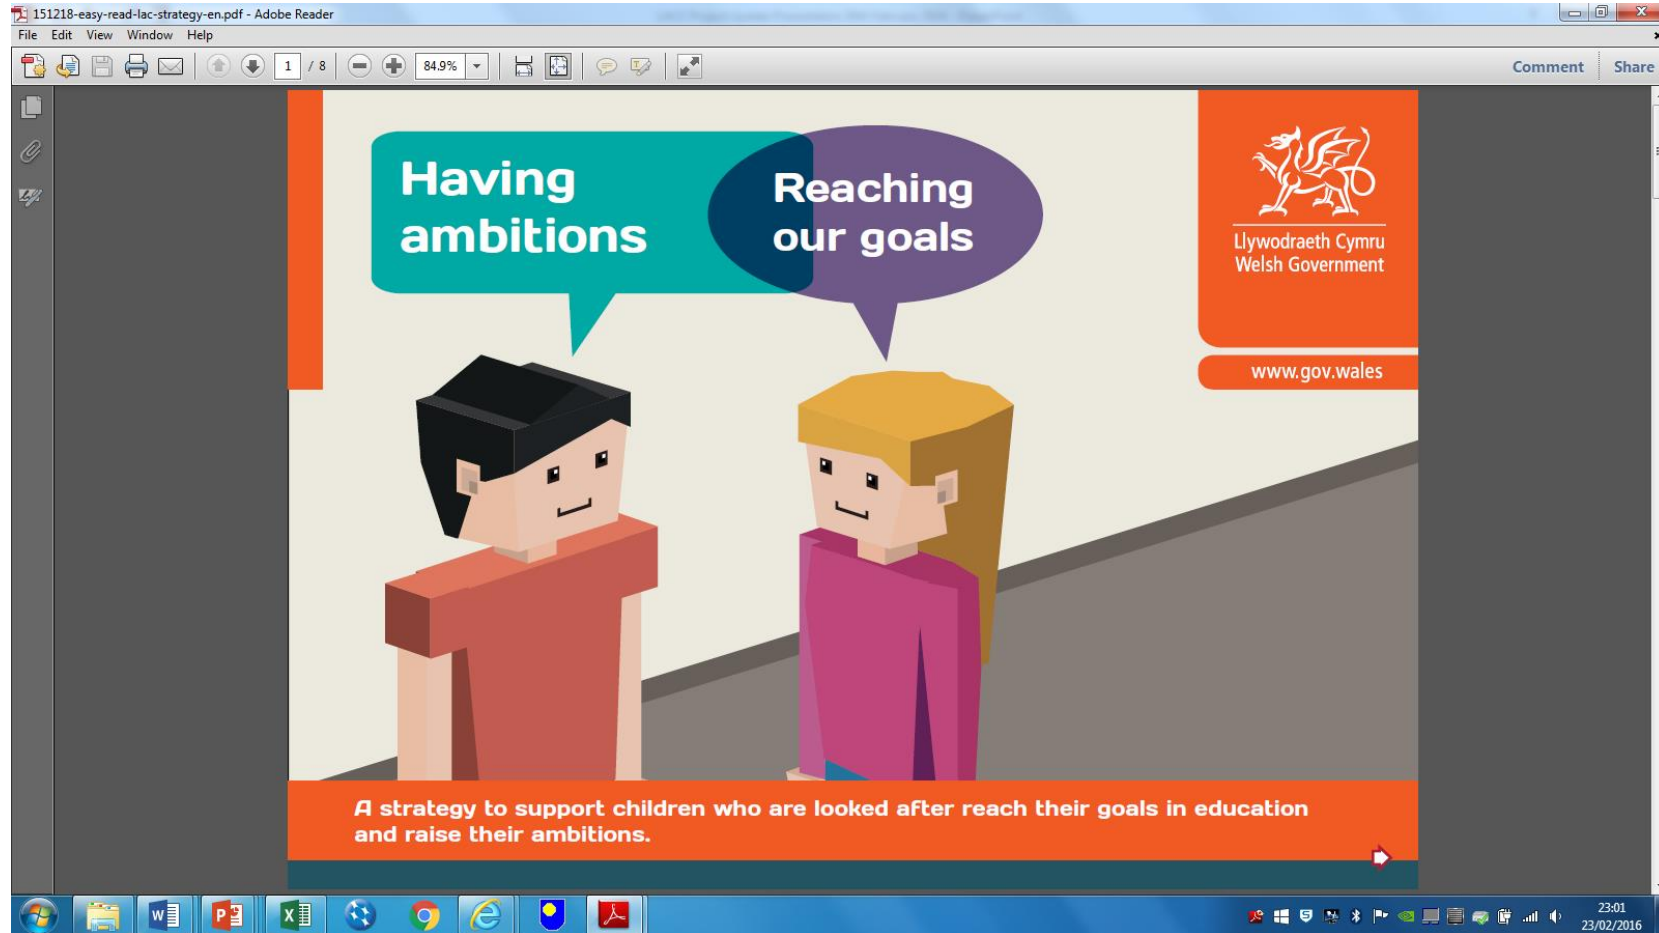 151218-easy-read-lac-strategy-en.pdf - Adobe Reader
File Edit View Window Help
1 / 8 84.9% Comment Share
Having
ambitions
Reaching
our goals
Llywodraeth Cymru
Welsh Government
www.gov.wales
A strategy to support children who are looked after reach their goals in education
and raise their ambitions.
23:01
23/02/2016